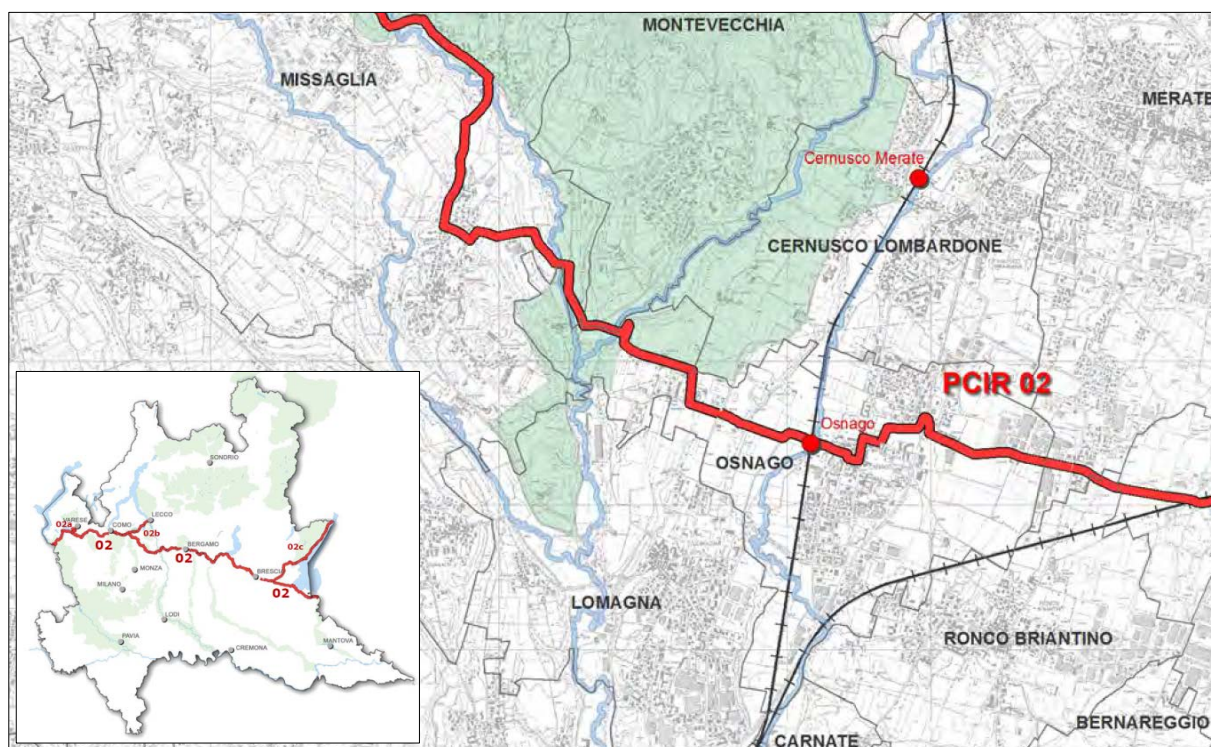 MONTEVECCHIA
MISSAGLIA
MERATE
Cernusco Merate
CERNUSCO LOMBARDONE
PCIR 02
Osnago
OSNAGO
LOMAGNA
RONCO BRIANTINO
BERNAREGGIO
CARNATE
SONDRIO
LECCO
VARESE
COMO
02a
02b
02
BERGAMO
02
02c
MONZA
MILANO
BRESCIA
02
LODI
PAVIA
CREMONA
MANTOVA